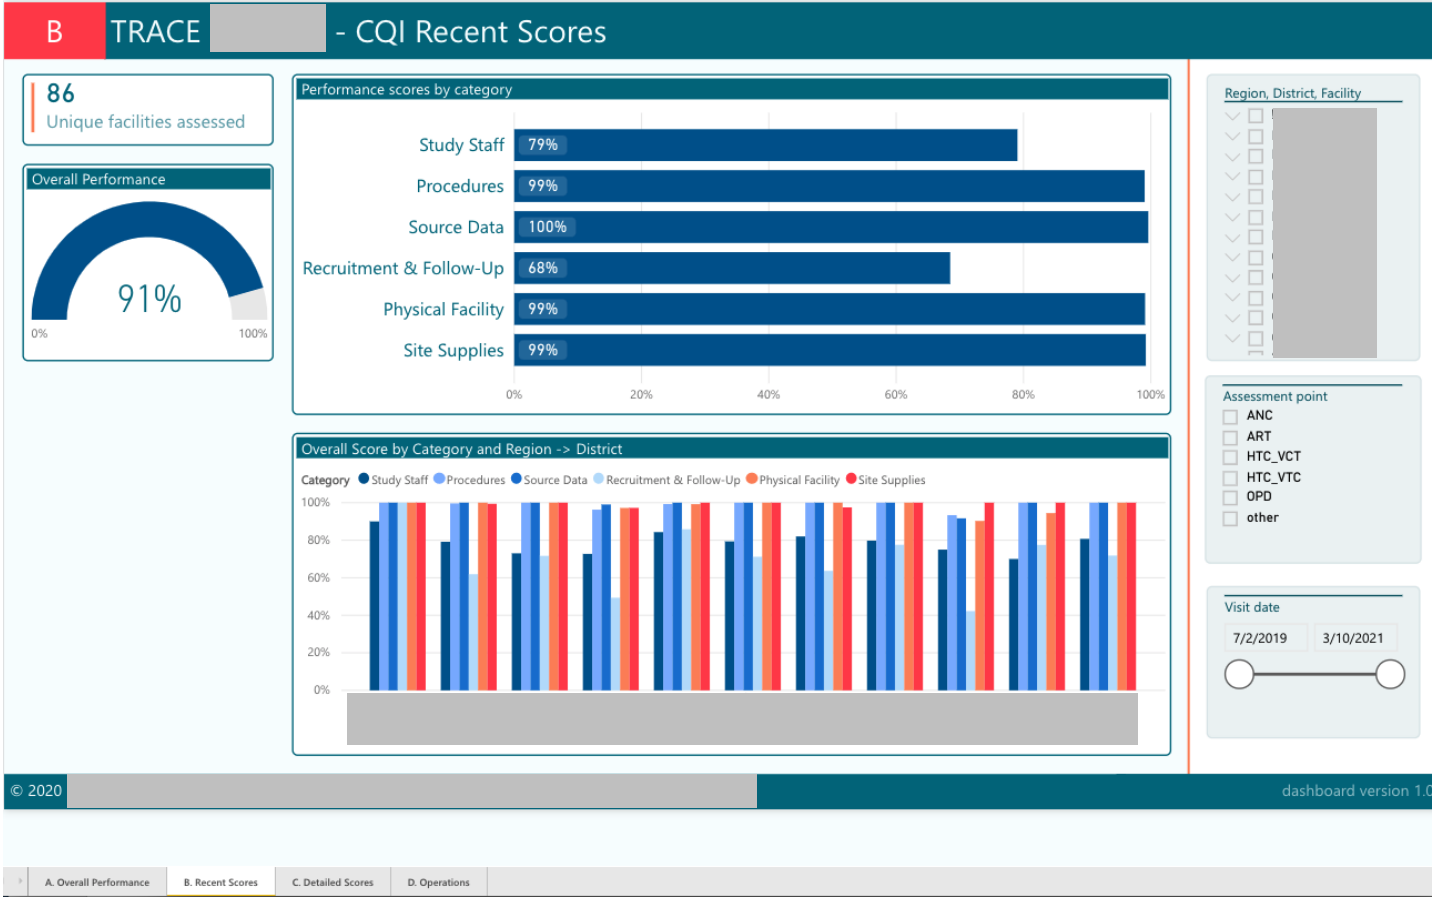 B TRACE - CQI Recent Scores
86
Unique facilities assessed
Overall Performance
91%
0% 100%
Performance scores by category
Study Staff 79%
Procedures 99%
Source Data 100%
Recruitment & Follow-Up 68%
Physical Facility 99%
Site Supplies 99%
0% 20% 40% 60% 80% 100%
Overall Score by Category and Region -> District
Category Study Staff Procedures Source Data Recruitment & Follow-Up Physical Facility Site Supplies
100%
80%
60%
40%
20%
0%
Region, District, Facility
Assessment point
ANC
ART
HTC_VCT
HTC_VTC
OPD
other
Visit date
7/2/2019 3/10/2021
© 2020
dashboard version 1.0
A. Overall Performance B. Recent Scores C. Detailed Scores D. Operations